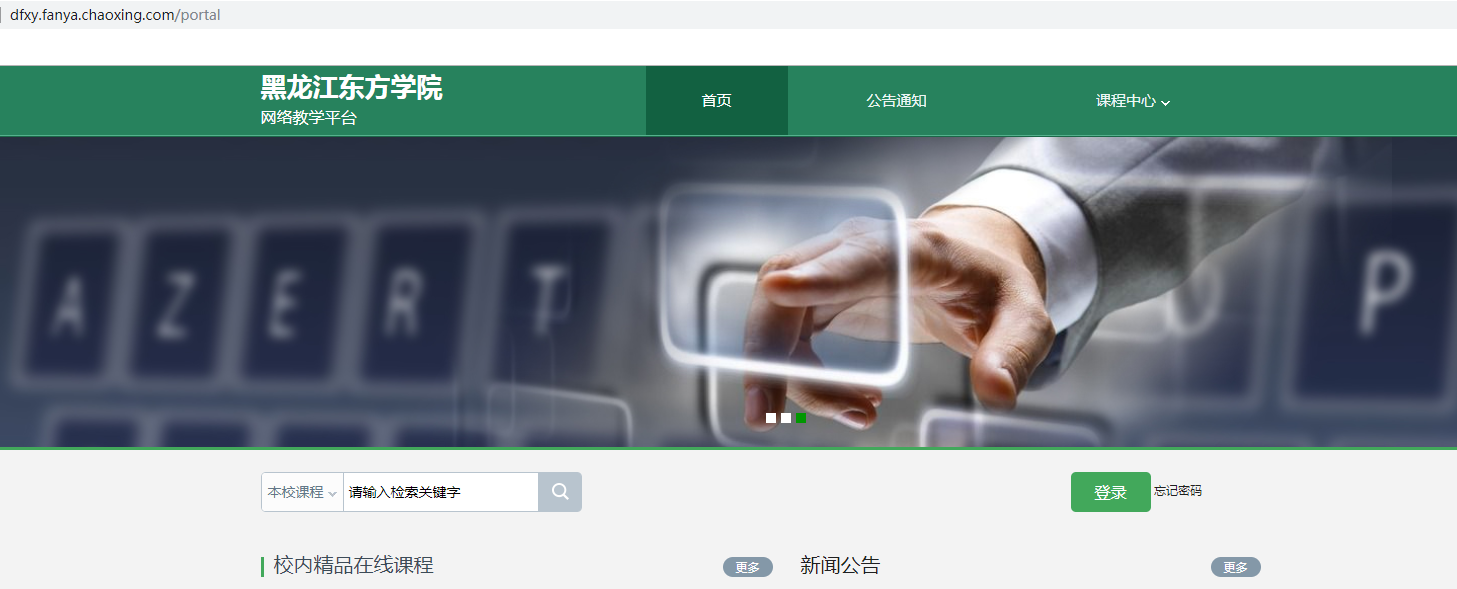 dfxy.fanya.chaoxing.com/portal
黑龙江东方学院
网络教学平台
首页
公告通知
课程中心
A Z E R T
P
本校课程
请输入检索关键字
登录
忘记密码
校内精品在线课程
更多
新闻公告
更多